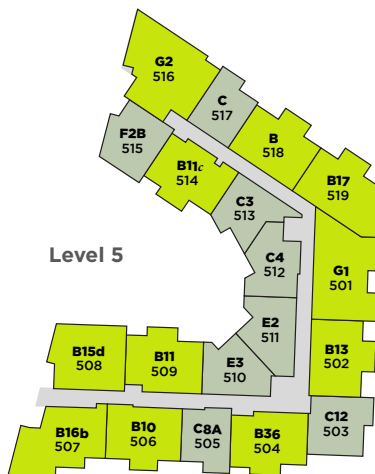 G2
516
C
517
F2B
515
B
518
B11c
514
B17
519
C3
513
Level 5
C4
512
G1
501
E2
511
B15d
508
B11
509
E3
510
B13
502
B16b
507
B10
506
C8A
505
B36
504
C12
503